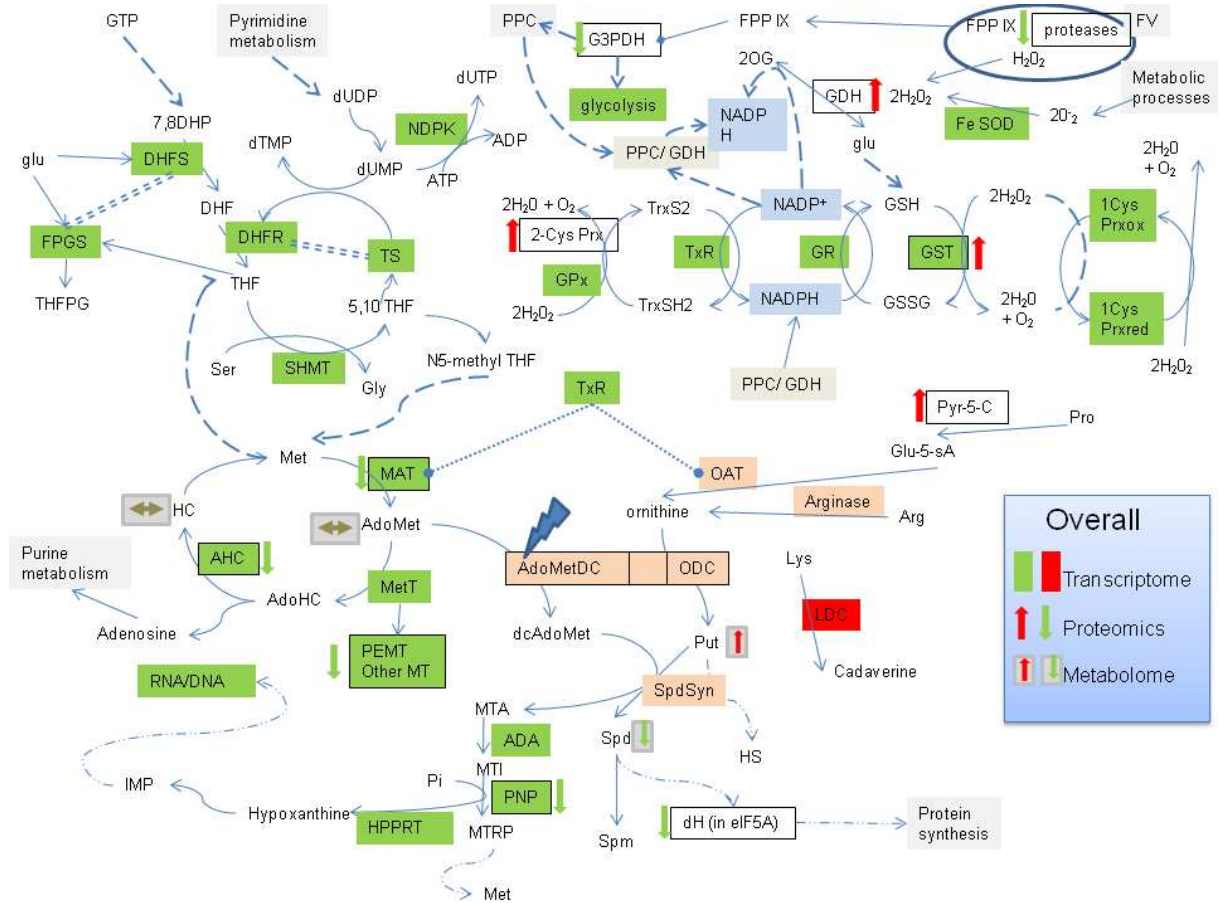 GTP
Pyrimidine
metabolism
PPC
G3PDH
FPP IX
FPP IX
proteases
FV
H₂O₂
dUTP
2OG
dUDP
glycolysis
GDH
2H₂O₂
Metabolic
processes
NADP
H
7,8DHP
NDPK
Fe SOD
2O⁻₂
dTMP
ADP
glu
DHFS
dUMP
ATP
PPC/ GDH
glu
2H₂O
+ O₂
DHF
2H₂O + O₂
TrxS2
NADP+
GSH
2H₂O₂
1Cys
Prxox
FPGS
DHFR
TS
2-Cys Prx
TxR
GR
GST
THF
GPx
THFPG
5,10 THF
2H₂O₂
TrxSH2
NADPH
GSSG
2H₂O
+ O₂
1Cys
Prxred
Ser
SHMT
Gly
N5-methyl THF
2H₂O₂
TxR
PPC/ GDH
Pyr-5-C
Pro
Met
MAT
OAT
Glu-5-sA
HC
AdoMet
ornithine
Arginase
Arg
Overall
Purine
metabolism
AHC
AdoMetDC
ODC
Lys
Transcriptome
AdoHC
MetT
LDC
Proteomics
Adenosine
dcAdoMet
Put
PEMT
Other MT
Cadaverine
Metabolome
RNA/DNA
SpdSyn
MTA
ADA
Spd
HS
IMP
MTI
Pi
PNP
Hypoxanthine
HPPRT
MTRP
Spm
dH (in eIF5A)
Protein
synthesis
Met